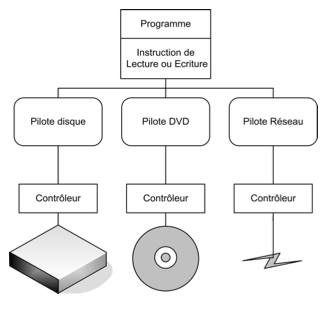 Programme
Instruction de
Lecture ou Ecriture
Pilote disque
Pilote DVD
Pilote Réseau
Contrôleur
Contrôleur
Contrôleur